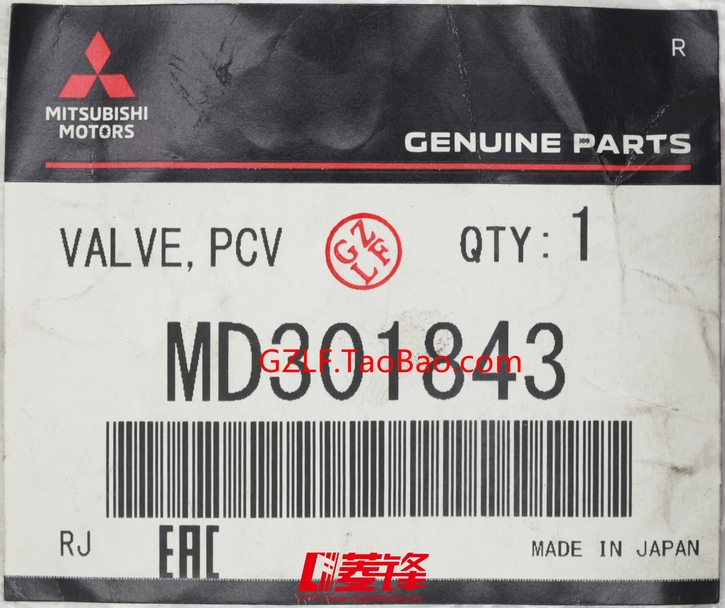 R
MITSUBISHI
MOTORS
GENUINE PARTS
VALVE, PCV
GZLF
QTY: 1
MD301843
GZLF.TaoBao.com
RJ
EAC
MADE IN JAPAN
菱锋